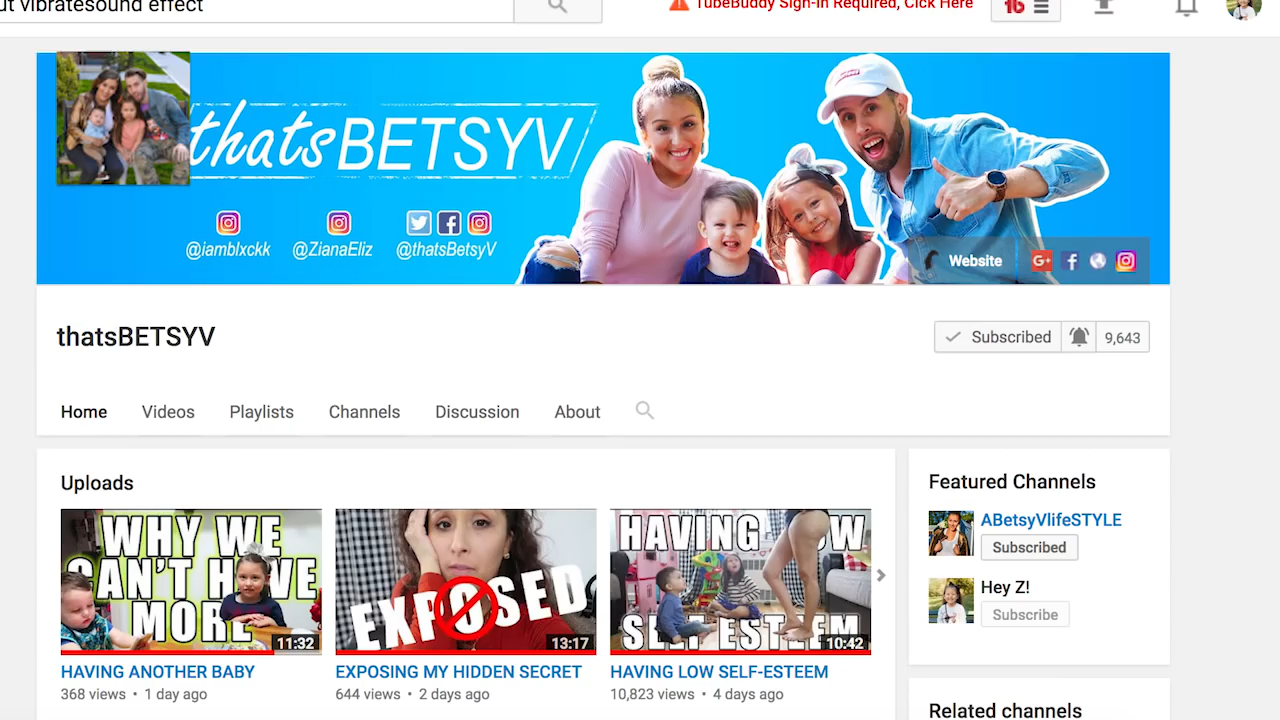 ut vibratesound effect
TubeBuddy Sign-in Required, Click Here
thatsBETSYV
@iamblxckk @ZianaEliz @thatsBetsyV
Website
G+
thatsBETSYV
Subscribed 9,643
Home Videos Playlists Channels Discussion About
Uploads
WHY WE
CAN'T HAVE
MORE
11:32
HAVING ANOTHER BABY
368 views • 1 day ago
EXPOSED
13:17
EXPOSING MY HIDDEN SECRET
644 views • 2 days ago
HAVING LOW
SELF-ESTEEM
10:42
HAVING LOW SELF-ESTEEM
10,823 views • 4 days ago
Featured Channels
ABetsyVlifeSTYLE
Subscribed
Hey Z!
Subscribe
Related channels